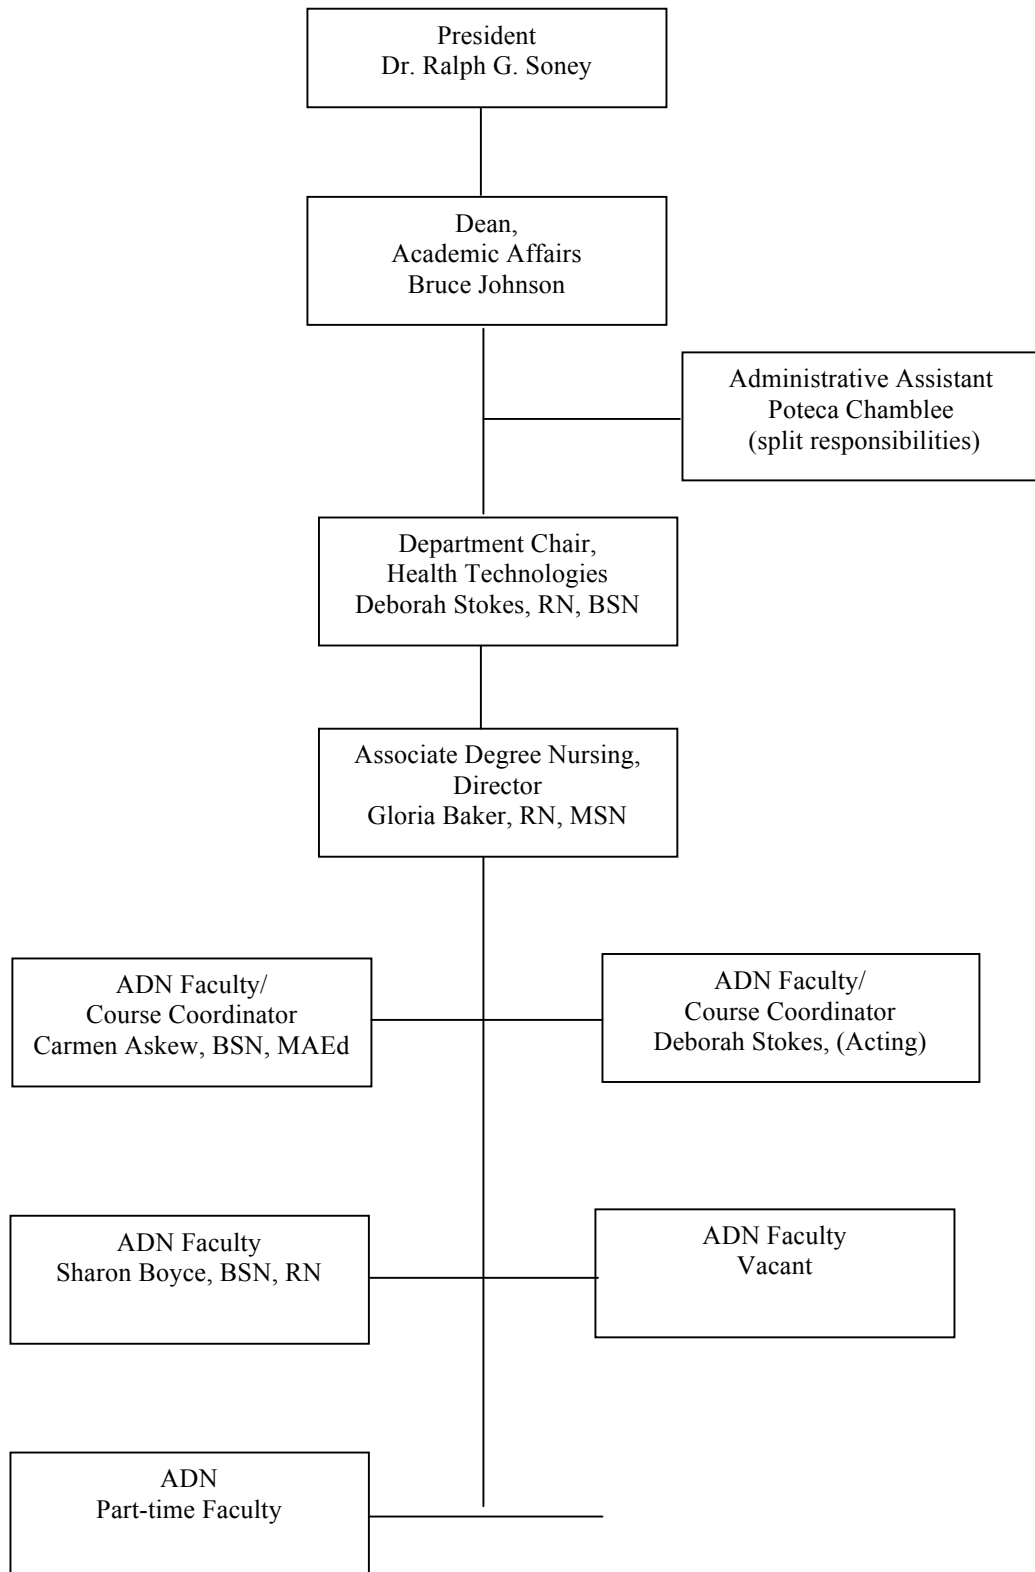 President
Dr. Ralph G. Soney
Dean,
Academic Affairs
Bruce Johnson
Administrative Assistant
Poteca Chamblee
(split responsibilities)
Department Chair,
Health Technologies
Deborah Stokes, RN, BSN
Associate Degree Nursing,
Director
Gloria Baker, RN, MSN
ADN Faculty/
Course Coordinator
Carmen Askew, BSN, MAEd
ADN Faculty/
Course Coordinator
Deborah Stokes, (Acting)
ADN Faculty
Sharon Boyce, BSN, RN
ADN Faculty
Vacant
ADN
Part-time Faculty